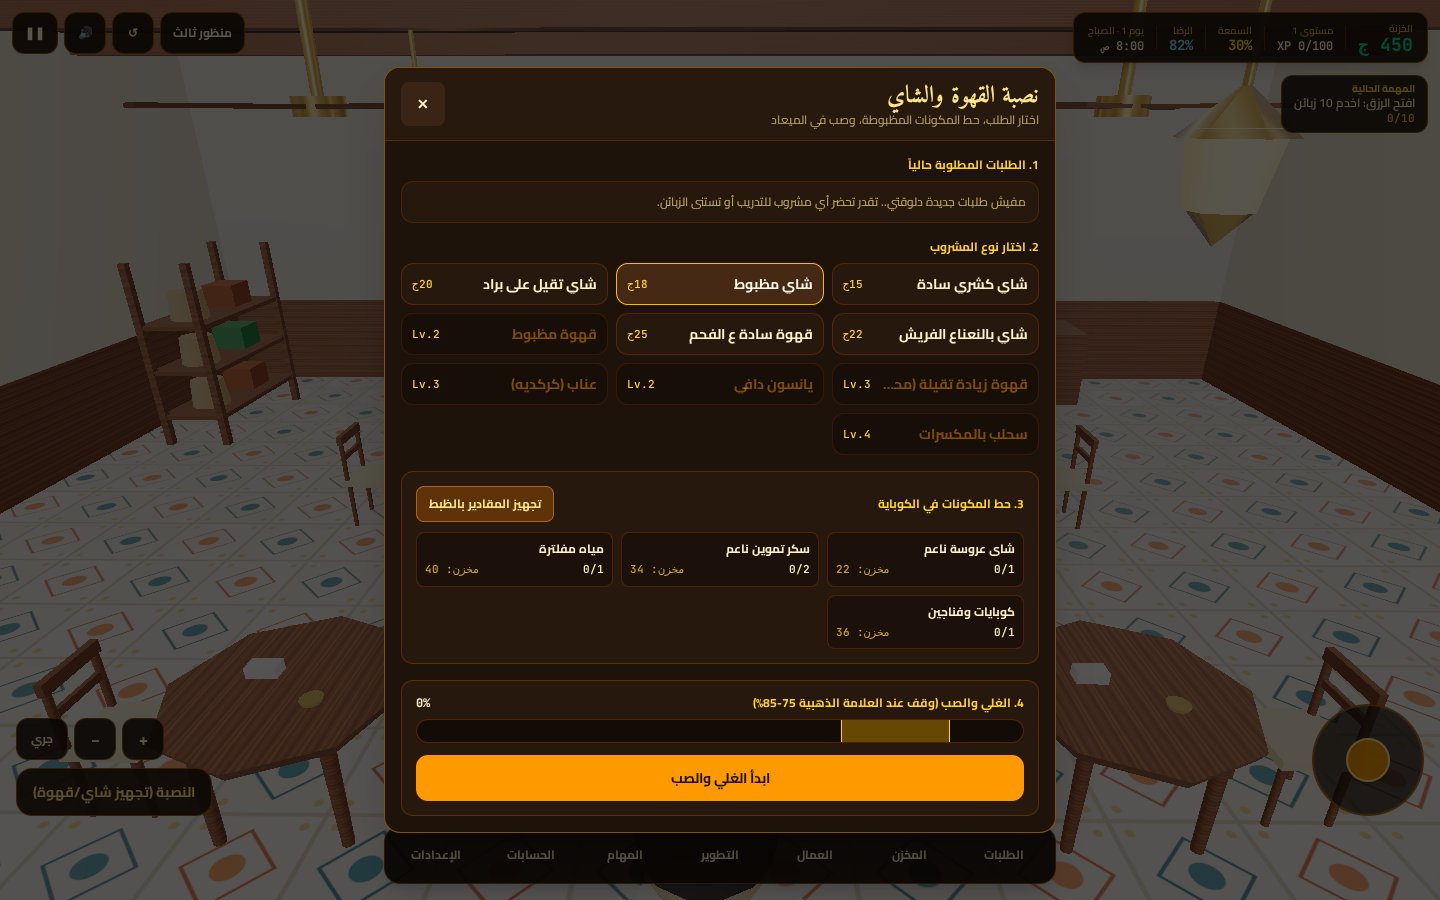 الخزنة
450 ج
مستوى 1
XP 0/100
السمعة
30%
الرضا
82%
يوم 1 · الصباح
8:00 ص
منظور ثالث
المهمة الحالية
افتح الرزق: اخدم 10 زبائن
0/10
نصبة القهوة والشاي
اختار الطلب، حط المكونات المظبوطة، وصب في الميعاد
1. الطلبات المطلوبة حالياً
مفيش طلبات جديدة دلوقتي.. تقدر تحضر أي مشروب للتدريب أو تستنى الزبائن.
2. اختار نوع المشروب
شاي كشري سادة 15ج
شاي مظبوط 18ج
شاي تقيل على براد 20ج
شاي بالنعناع الفريش 22ج
قهوة سادة ع الفحم 25ج
قهوة مظبوط Lv.2
قهوة زيادة تقيلة (محـ... Lv.3
يانسون دافي Lv.2
عناب (كركديه) Lv.3
سحلب بالمكسرات Lv.4
3. حط المكونات في الكوباية
تجهيز المقادير بالظبط
شاى عروسة ناعم
0/1 مخزن: 22
سكر تموين ناعم
0/2 مخزن: 34
مياه مفلترة
0/1 مخزن: 40
كوبايات وفناجين
0/1 مخزن: 36
4. الغلي والصب (وقف عند العلامة الذهبية 75-85%)
0%
ابدأ الغلي والصب
جري
−
+
النصبة (تجهيز شاي/قهوة)
الطلبات
المخزن
العمال
التطوير
المهام
الحسابات
الإعدادات